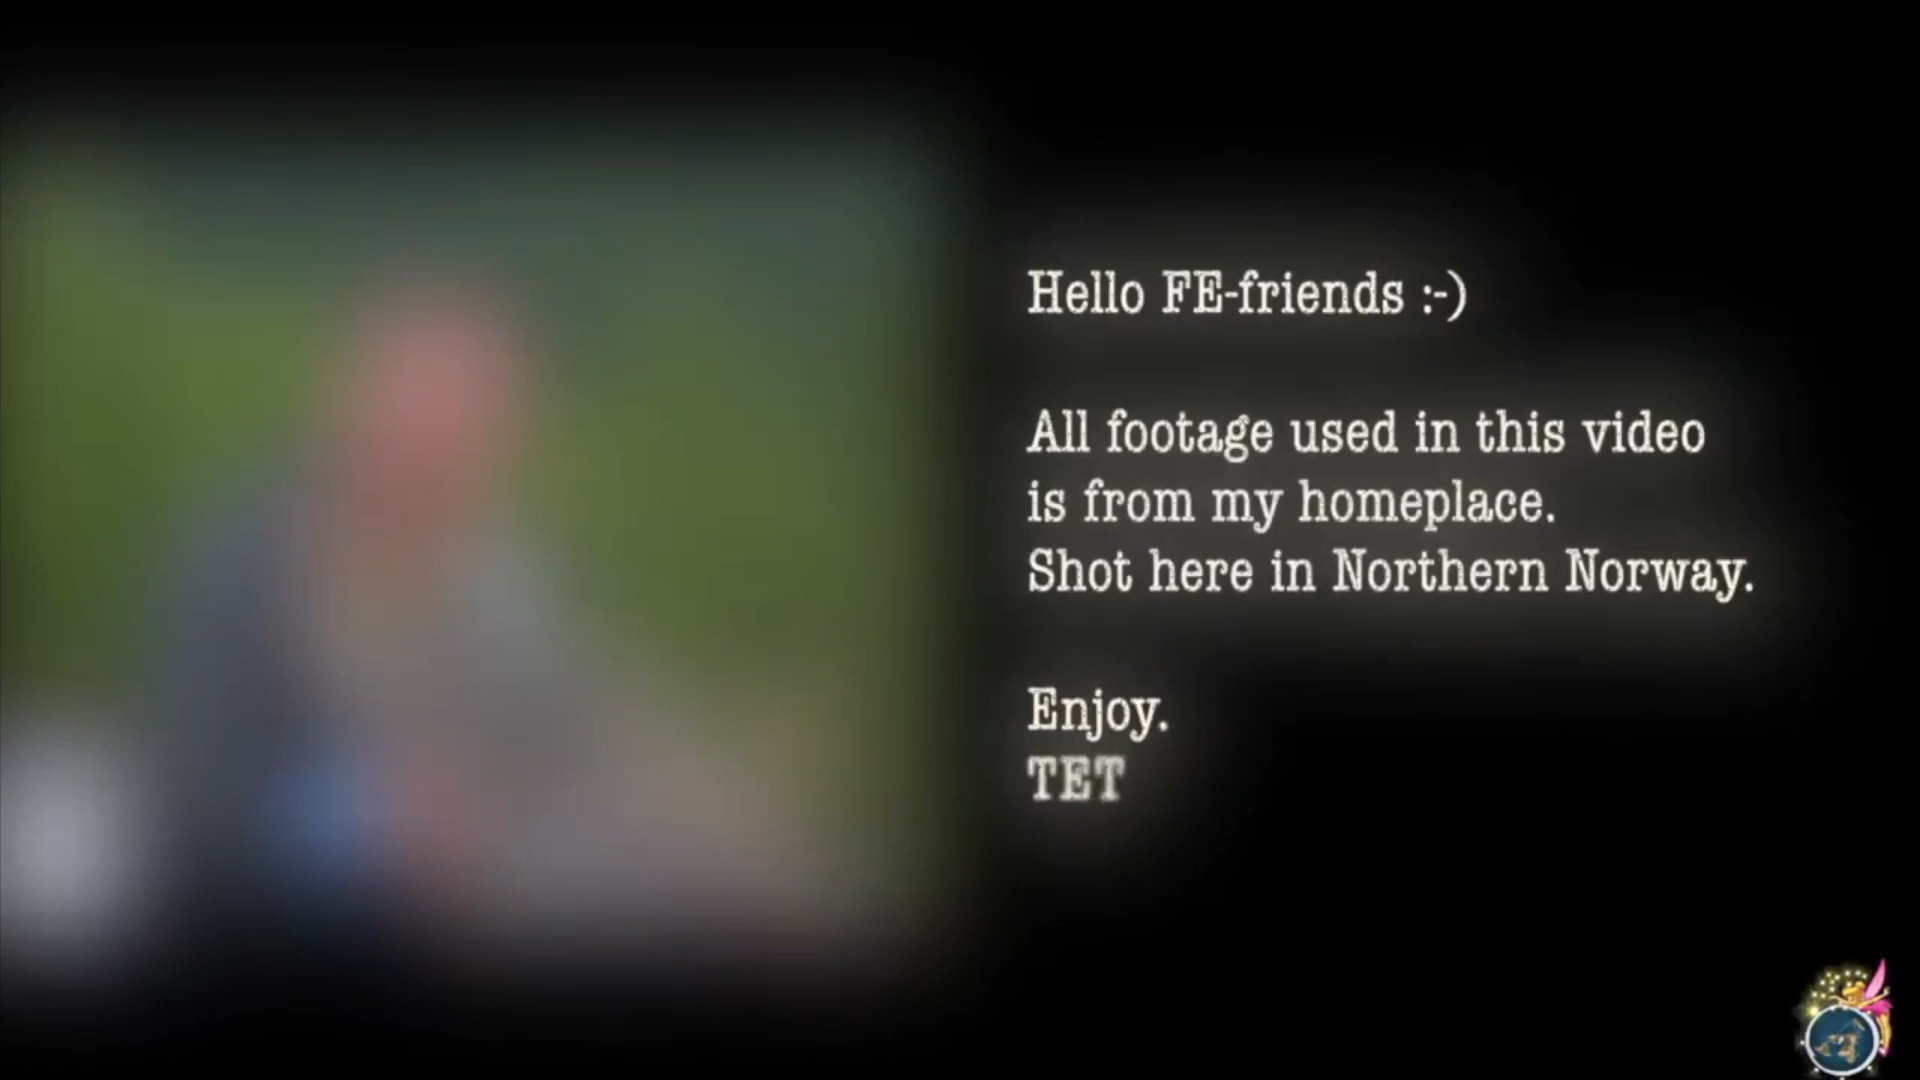 Hello FE-friends :-)
All footage used in this video
is from my homeplace.
Shot here in Northern Norway.
Enjoy.
TET